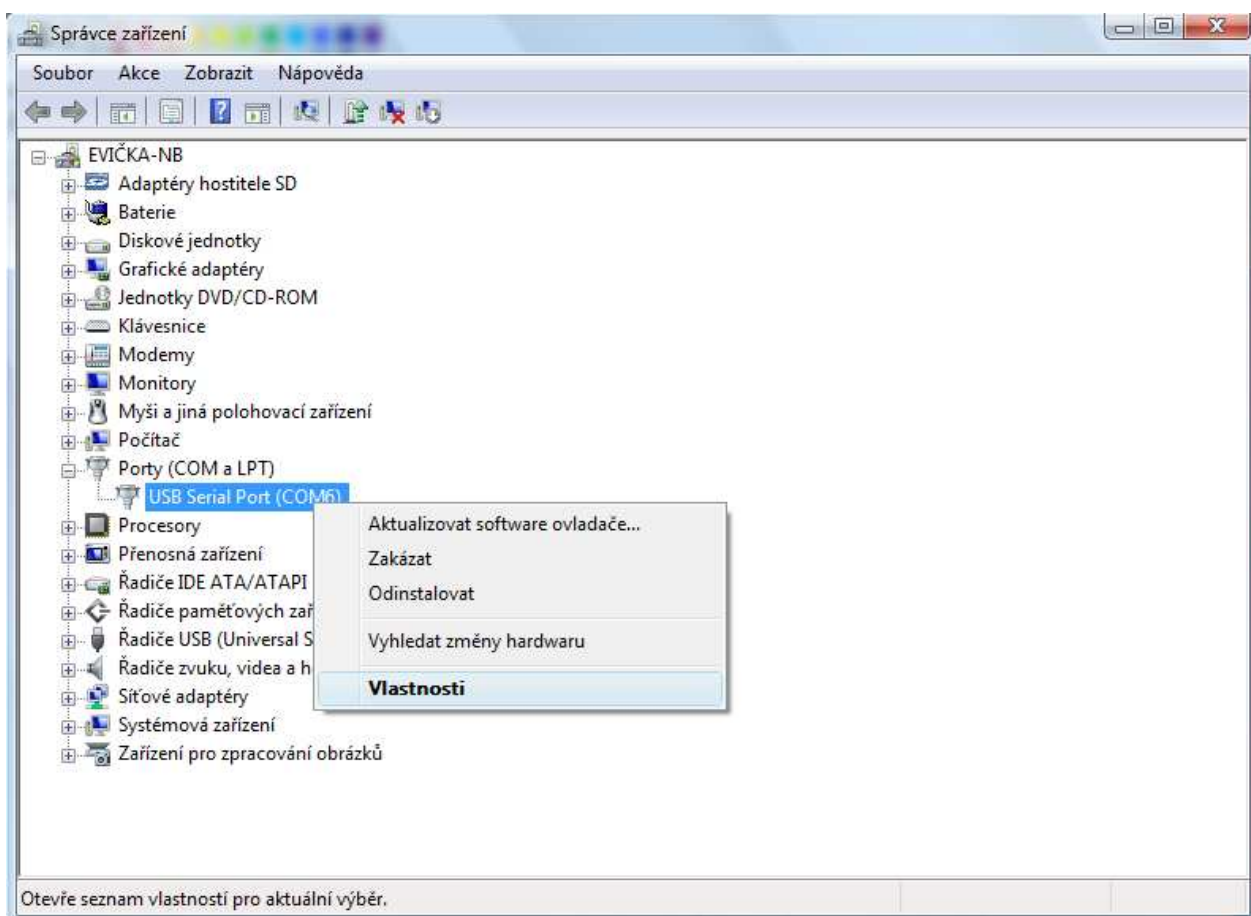 Správce zařízení
Soubor Akce Zobrazit Nápověda
EVIČKA-NB
Adaptéry hostitele SD
Baterie
Diskové jednotky
Grafické adaptéry
Jednotky DVD/CD-ROM
Klávesnice
Modemy
Monitory
Myši a jiná polohovací zařízení
Počítač
Porty (COM a LPT)
USB Serial Port (COM6)
Procesory
Přenosná zařízení
Řadiče IDE ATA/ATAPI
Řadiče paměťových zař
Řadiče USB (Universal S
Řadiče zvuku, videa a h
Síťové adaptéry
Systémová zařízení
Zařízení pro zpracování obrázků
Aktualizovat software ovladače...
Zakázat
Odinstalovat
Vyhledat změny hardwaru
Vlastnosti
Otevře seznam vlastností pro aktuální výběr.